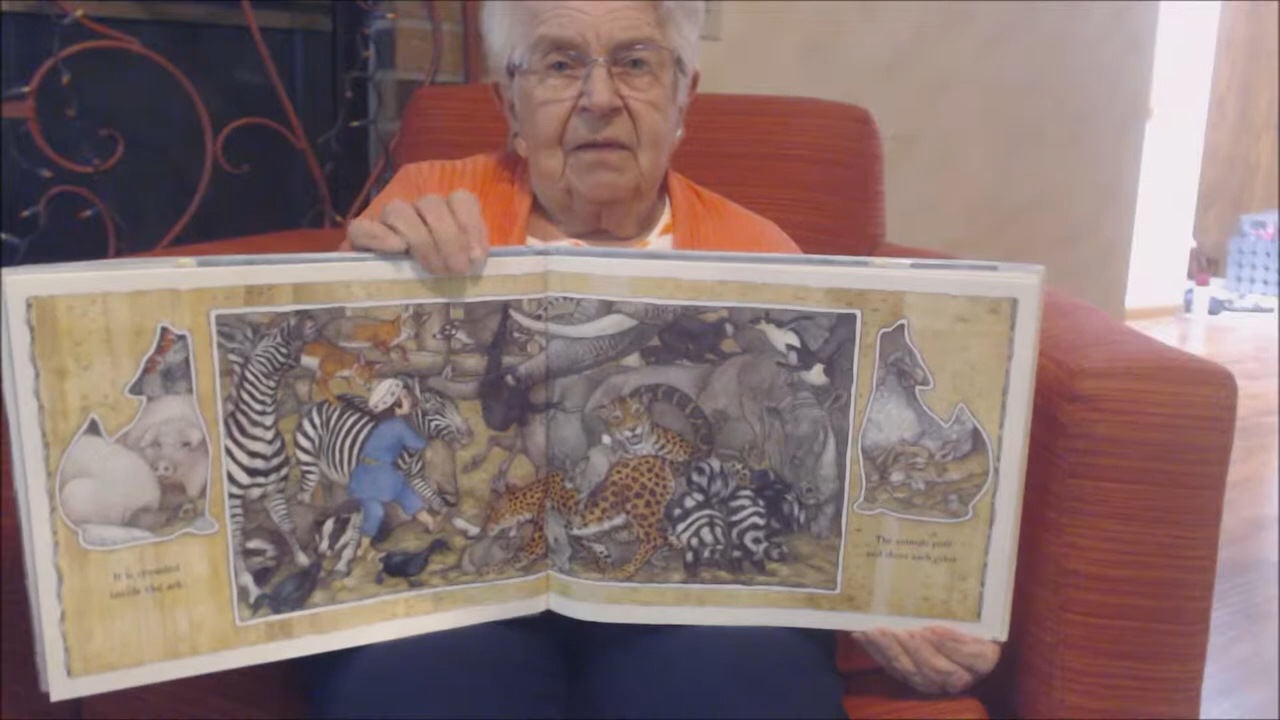 It is crowded
inside the ark.
The animals push
and shove each other.